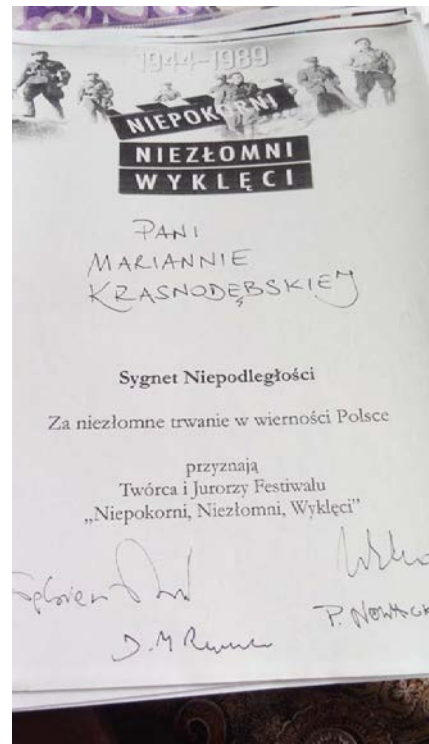 1944-1989
NIEPOKORNI
NIEZŁOMNI
WYKLĘCI
PANI
MARIANNIE
KRASNODĘBSKIEJ
Sygnet Niepodległości
Za niezłomne trwanie w wierności Polsce
przyznają
Twórca i Jurorzy Festiwalu
„Niepokorni, Niezłomni, Wyklęci”